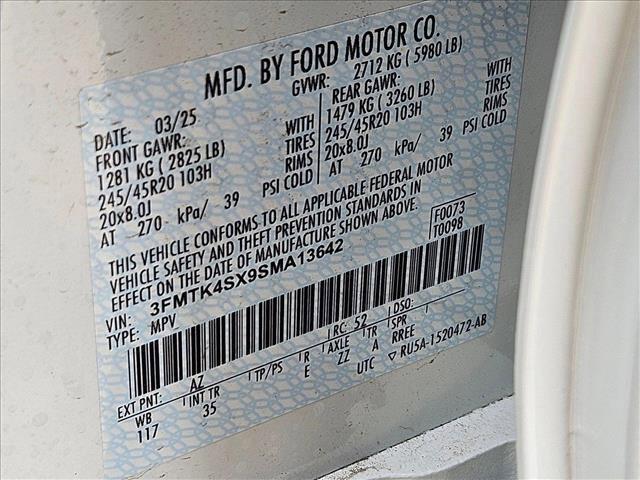 MFD. BY FORD MOTOR CO.
DATE: 03/25 GVWR: 2712 KG ( 5980 LB)
FRONT GAWR: REAR GAWR:
1281 KG ( 2825 LB) WITH 1479 KG ( 3260 LB) WITH
245/45R20 103H TIRES 245/45R20 103H TIRES
20x8.0J RIMS 20x8.0J RIMS
AT 270 kPa/ 39 PSI COLD AT 270 kPa/ 39 PSI COLD
THIS VEHICLE CONFORMS TO ALL APPLICABLE FEDERAL MOTOR
VEHICLE SAFETY AND THEFT PREVENTION STANDARDS IN
EFFECT ON THE DATE OF MANUFACTURE SHOWN ABOVE.
F0073
T0098
VIN: 3FMTK4SX9SMA13642
TYPE: MPV
EXT PNT: AZ RC: 52 DSO:
WB INT TR TP/PS R AXLE TR SPR
117 35 E ZZ A RREE
UTC ▽ RU5A-1520472-AB